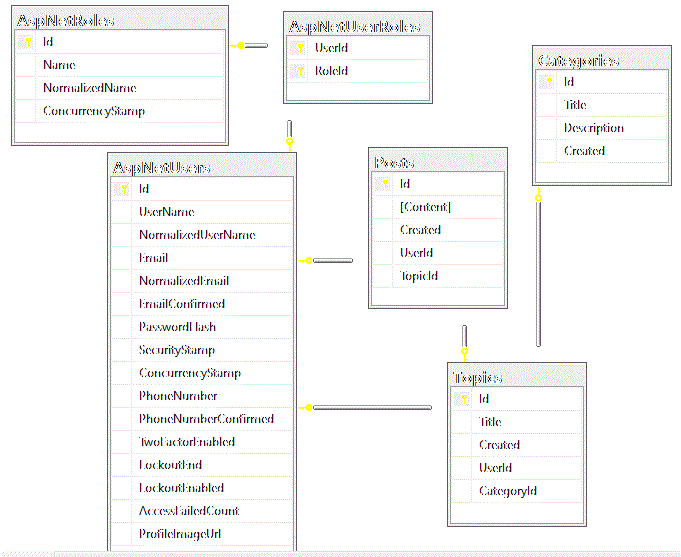 AspNetRoles
Id
Name
NormalizedName
ConcurrencyStamp
AspNetUserRoles
UserId
RoleId
Categories
Id
Title
Description
Created
AspNetUsers
Id
UserName
NormalizedUserName
Email
NormalizedEmail
EmailConfirmed
PasswordHash
SecurityStamp
ConcurrencyStamp
PhoneNumber
PhoneNumberConfirmed
TwoFactorEnabled
LockoutEnd
LockoutEnabled
AccessFailedCount
ProfileImageUrl
Posts
Id
[Content]
Created
UserId
TopicId
Topics
Id
Title
Created
UserId
CategoryId